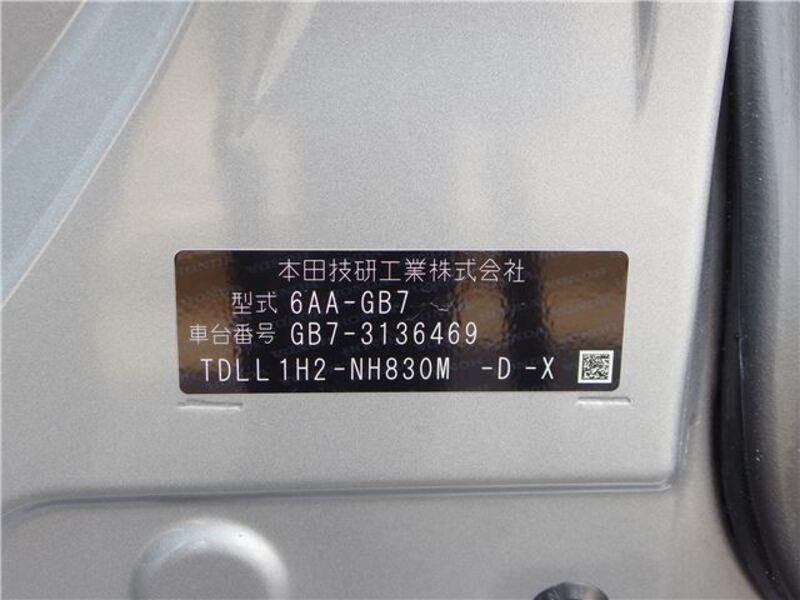 本田技研工業株式会社
型式 6AA-GB7
車台番号 GB7-3136469
TDLL1H2-NH830M -D-X